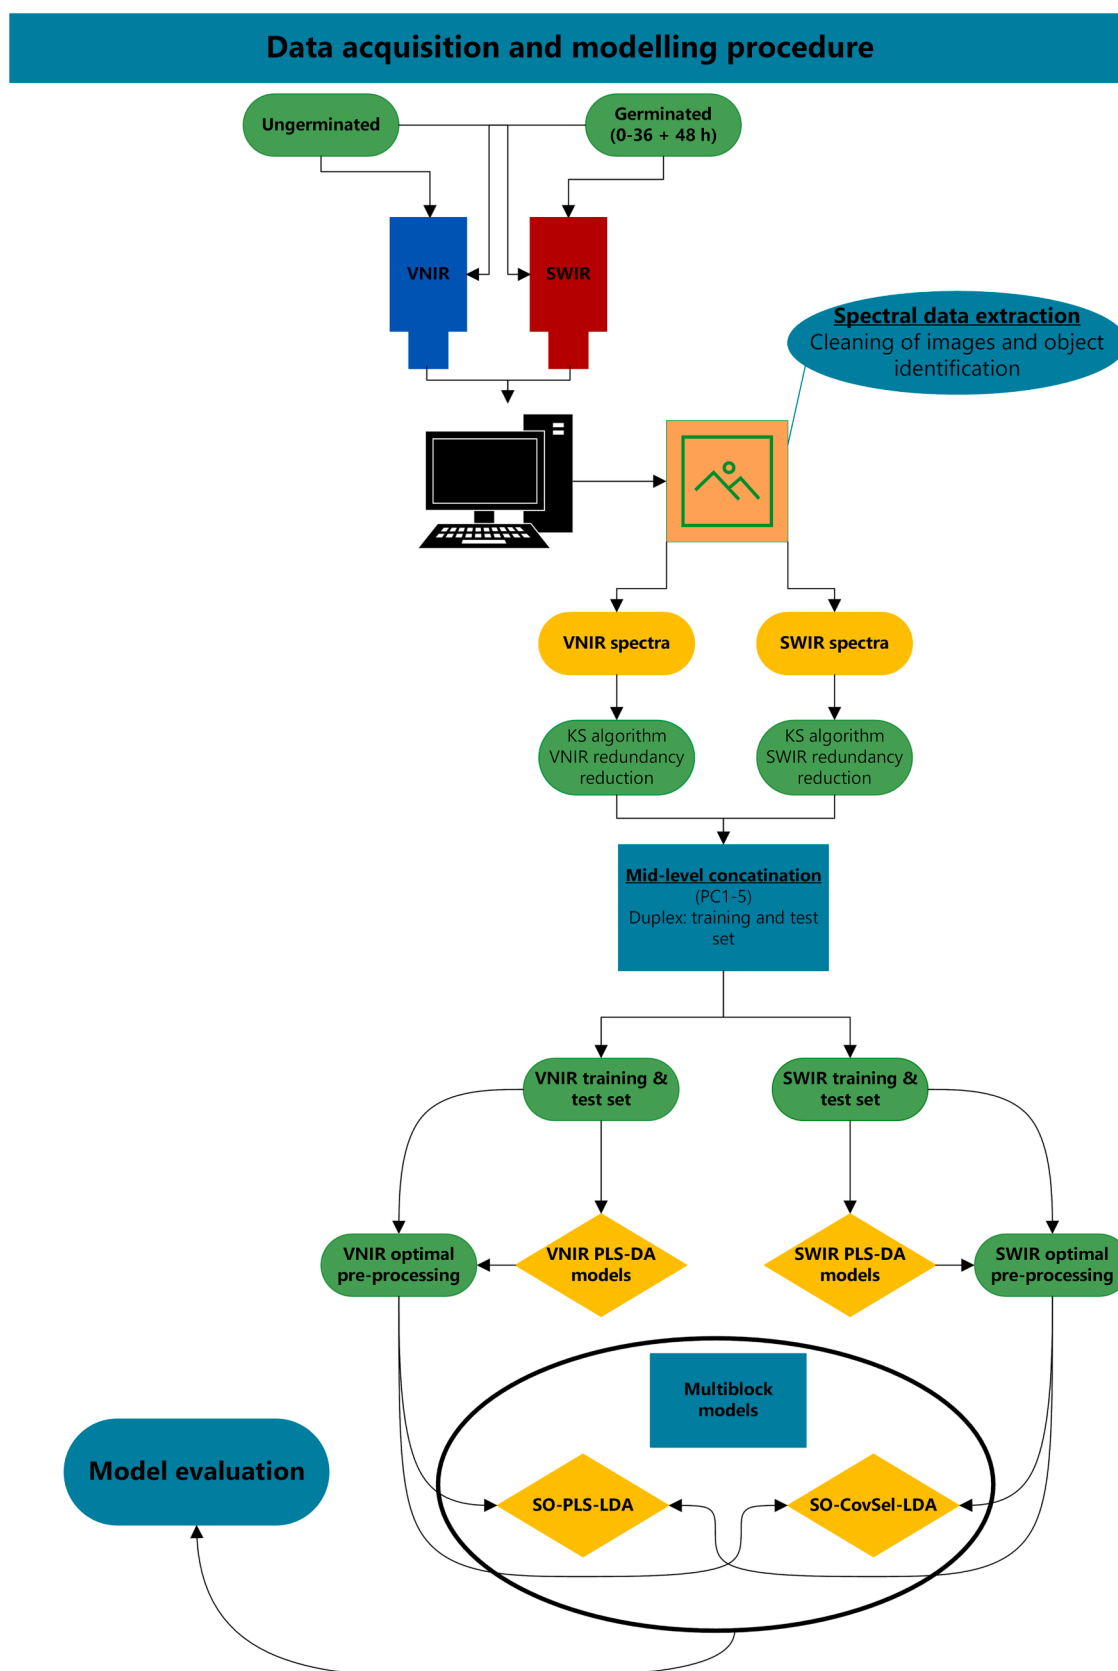 Data acquisition and modelling procedure
Ungerminated
Germinated
(0-36 + 48 h)
VNIR
SWIR
Spectral data extraction
Cleaning of images and object
identification
VNIR spectra
SWIR spectra
KS algorithm
VNIR redundancy
reduction
KS algorithm
SWIR redundancy
reduction
Mid-level concatination
(PC1-5)
Duplex: training and test
set
VNIR training &
test set
SWIR training &
test set
VNIR optimal
pre-processing
VNIR PLS-DA
models
SWIR PLS-DA
models
SWIR optimal
pre-processing
Multiblock
models
Model evaluation
SO-PLS-LDA
SO-CovSel-LDA